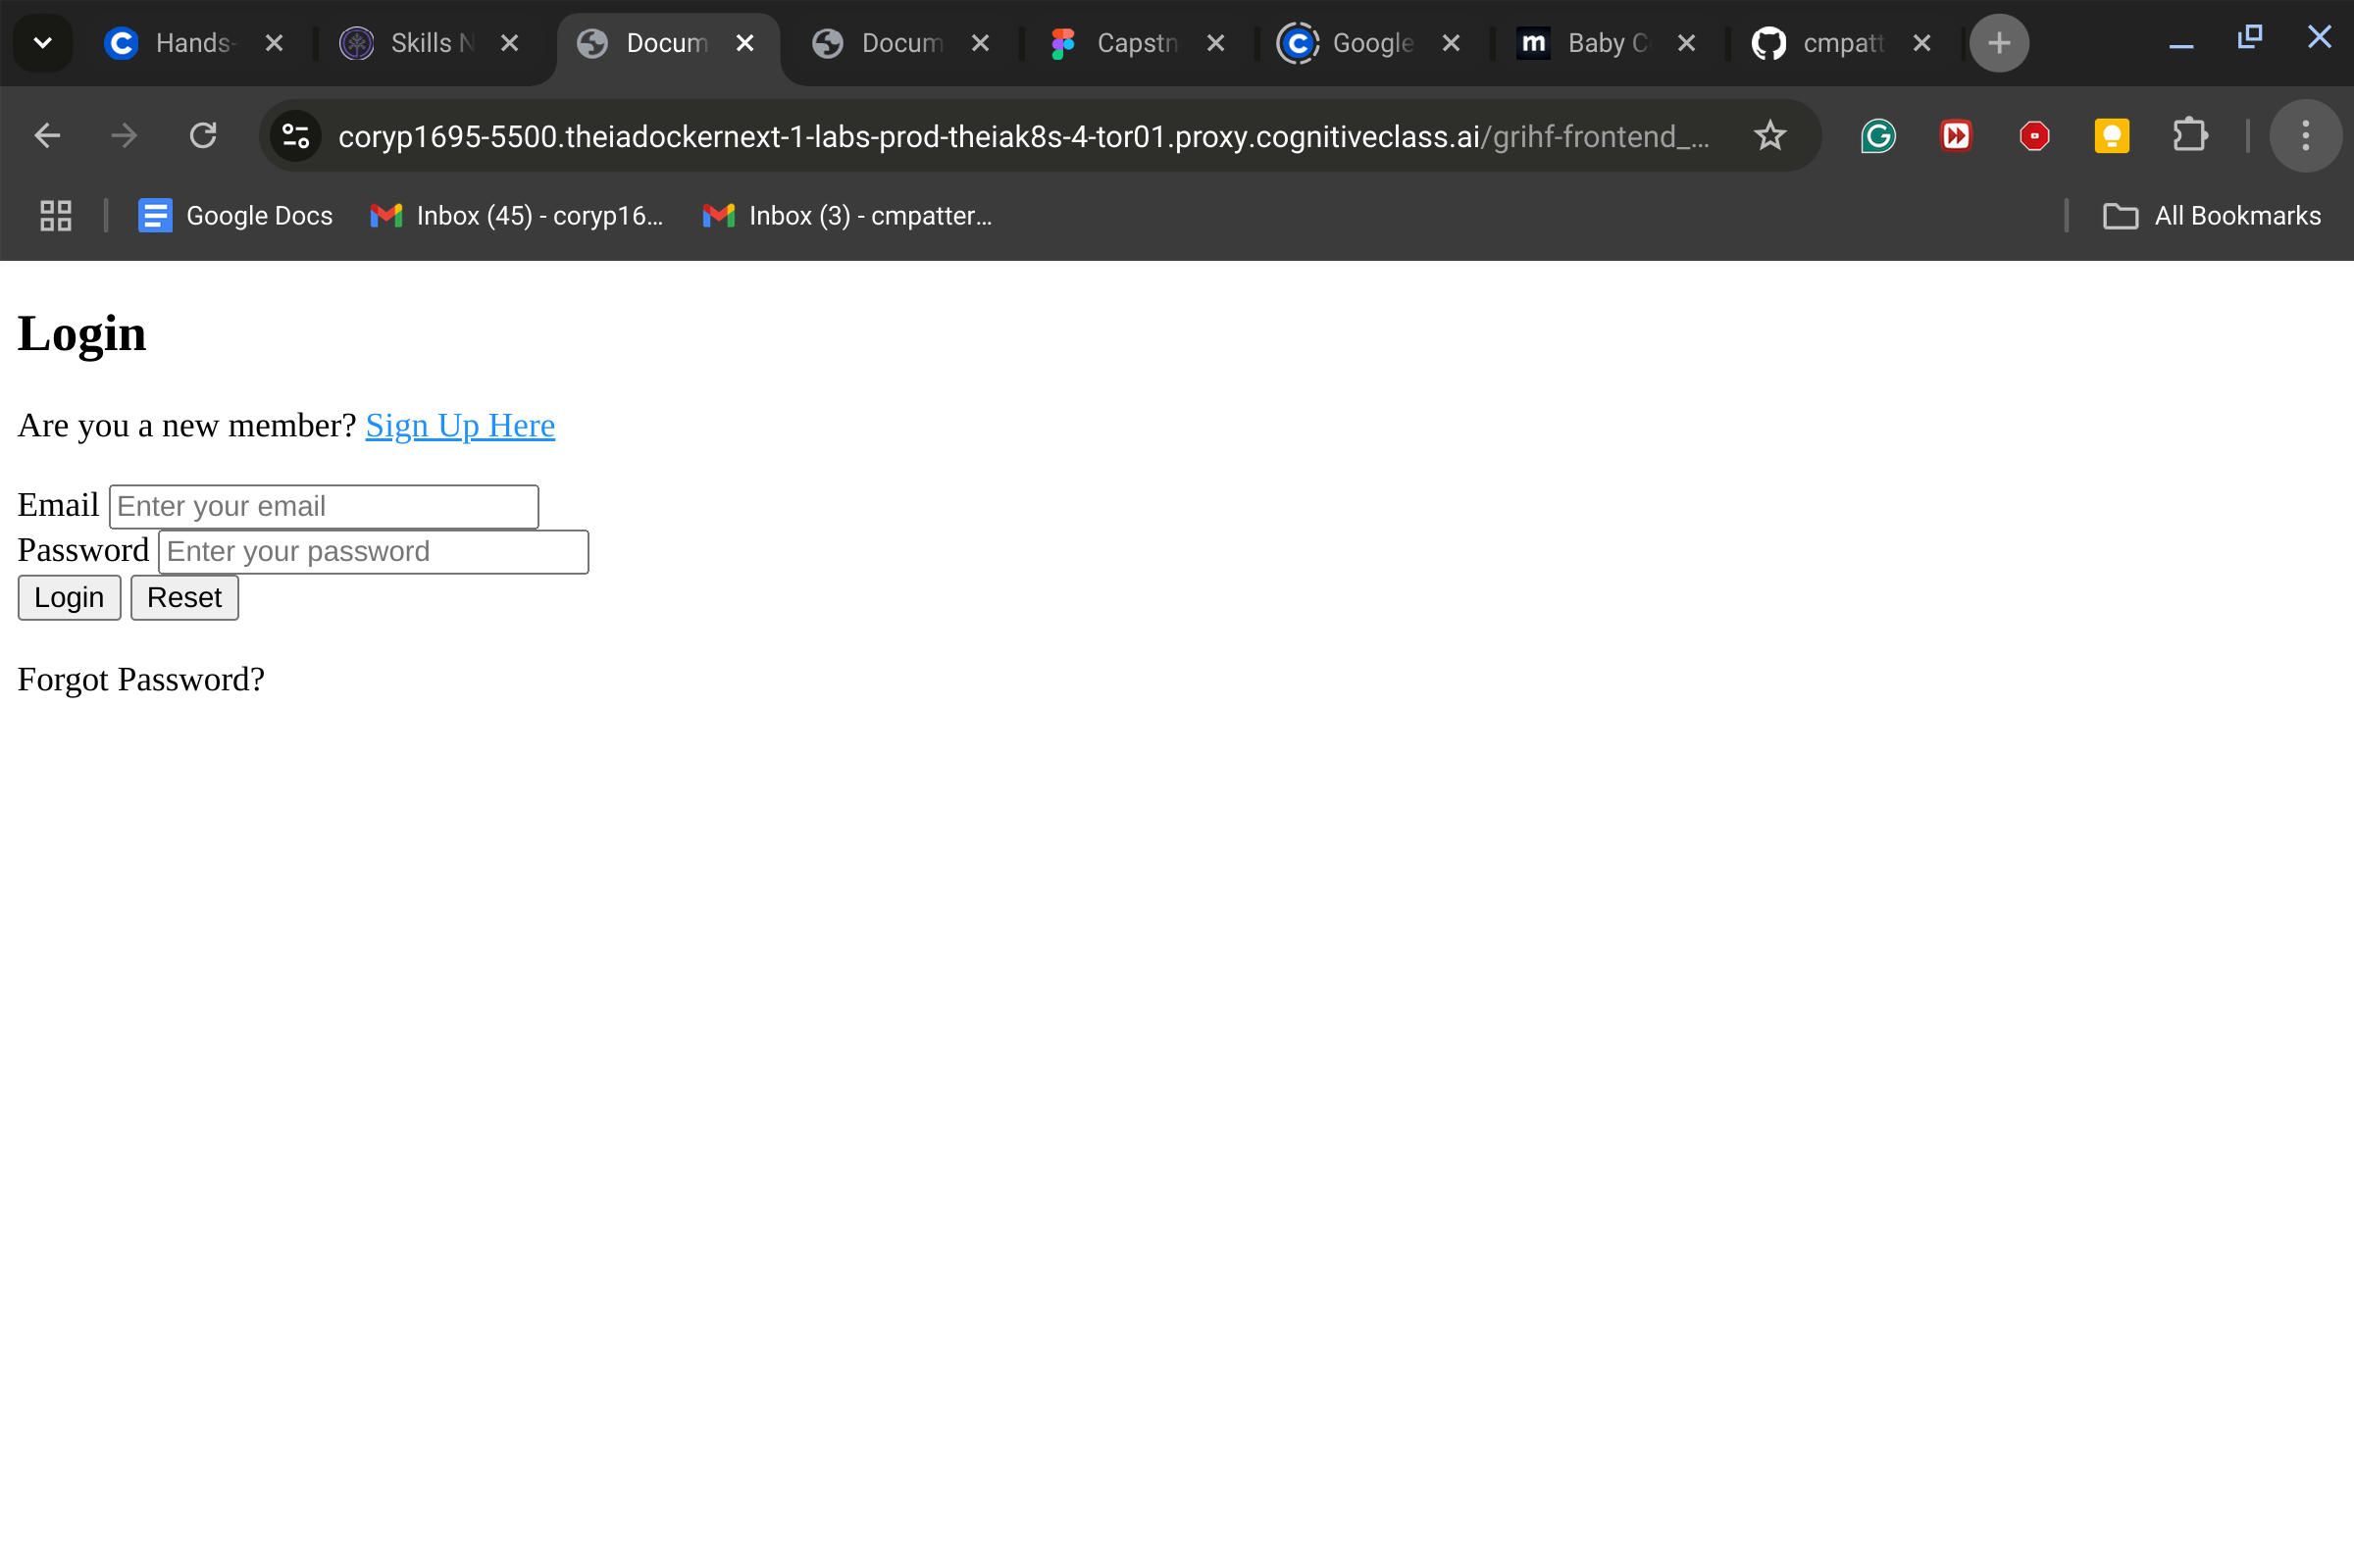 Hands-
Skills N
Docum
Docum
Capstn
Google
Baby C
cmpatt
coryp1695-5500.theiadockernext-1-labs-prod-theiak8s-4-tor01.proxy.cognitiveclass.ai/grihf-frontend_...
Google Docs
Inbox (45) - coryp16...
Inbox (3) - cmpatter...
All Bookmarks
Login
Are you a new member? Sign Up Here
Email Enter your email
Password Enter your password
Login Reset
Forgot Password?